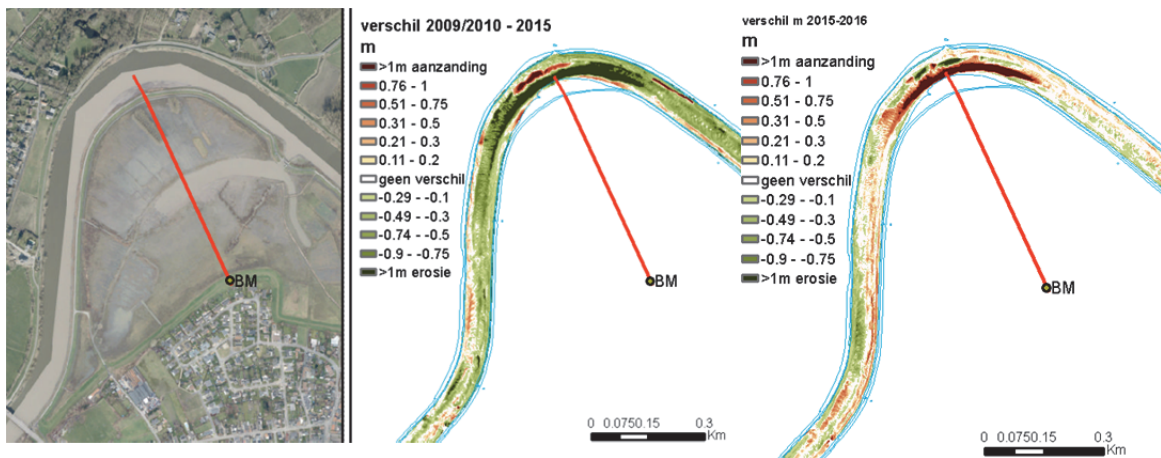 BM
verschil 2009/2010 - 2015
m
>1m aanzanding
0.76 - 1
0.51 - 0.75
0.31 - 0.5
0.21 - 0.3
0.11 - 0.2
geen verschil
-0.29 - -0.1
-0.49 - -0.3
-0.74 - -0.5
-0.9 - -0.75
>1m erosie
BM
0 0.0750.15 0.3
Km
verschil m 2015-2016
m
>1m aanzanding
0.76 - 1
0.51 - 0.75
0.31 - 0.5
0.21 - 0.3
0.11 - 0.2
geen verschil
-0.29 - -0.1
-0.49 - -0.3
-0.74 - -0.5
-0.9 - -0.75
>1m erosie
BM
0 0.0750.15 0.3
Km